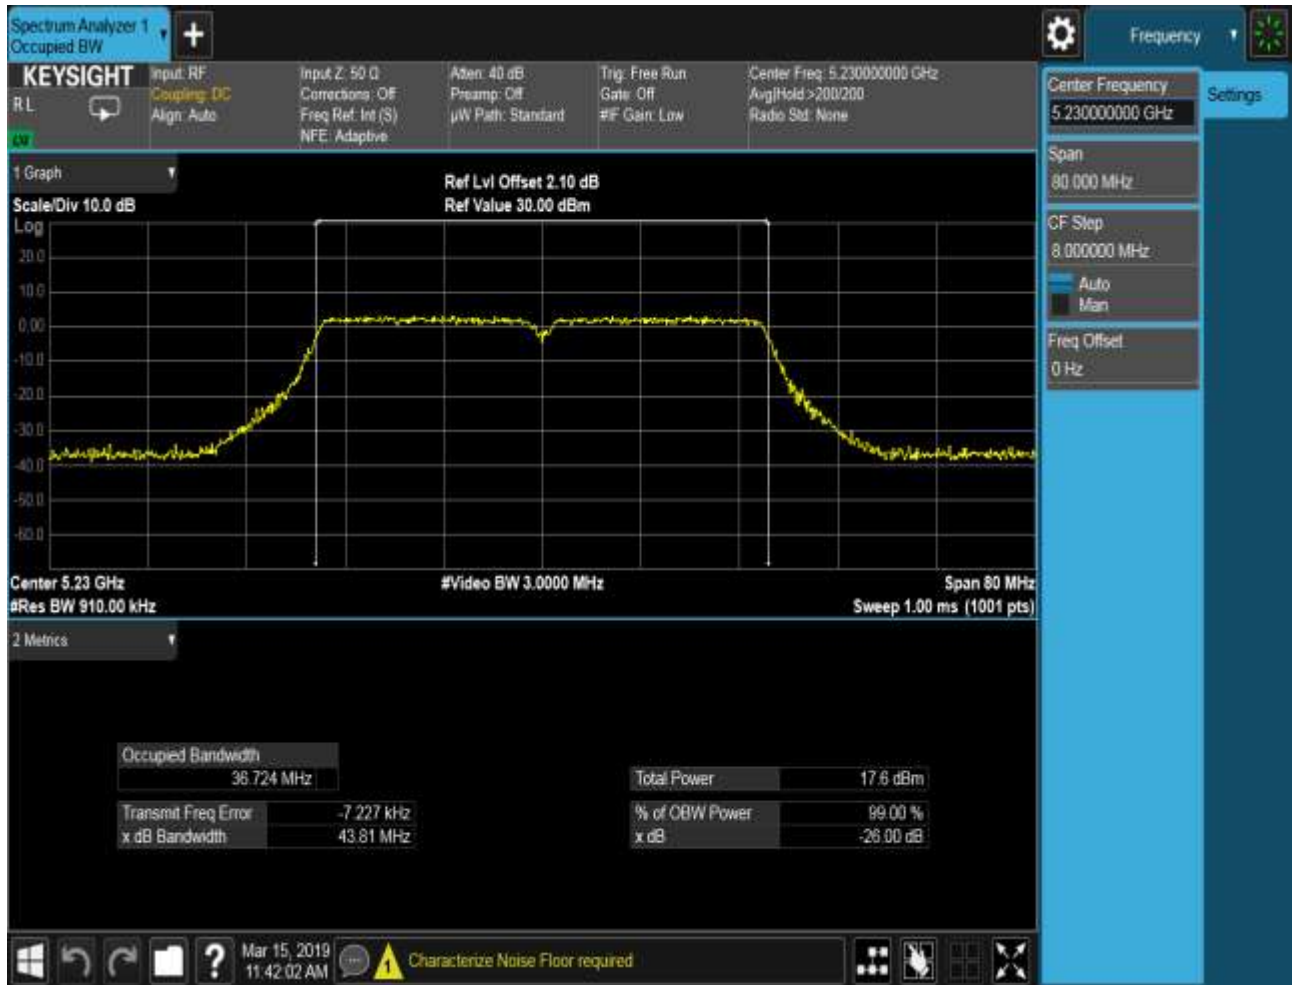 Spectrum Analyzer 1
Occupied BW
Frequency
KEYSIGHT
R L
Input: RF
Coupling: DC
Align: Auto
Input Z: 50 Ω
Corrections: Off
Freq Ref: Int (S)
NFE: Adaptive
Atten: 40 dB
Preamp: Off
µW Path: Standard
Trig: Free Run
Gate: Off
#IF Gain: Low
Center Freq: 5.230000000 GHz
Avg|Hold:>200/200
Radio Std: None
Center Frequency
5.230000000 GHz
Settings
Span
80.000 MHz
CF Step
8.000000 MHz
Auto
Man
Freq Offset
0 Hz
1 Graph
Scale/Div 10.0 dB
Ref Lvl Offset 2.10 dB
Ref Value 30.00 dBm
Log
20.0
10.0
0.00
-10.0
-20.0
-30.0
-40.0
-50.0
-60.0
Center 5.23 GHz
#Video BW 3.0000 MHz
Span 80 MHz
#Res BW 910.00 kHz
Sweep 1.00 ms (1001 pts)
2 Metrics
Occupied Bandwidth
36.724 MHz
Total Power 17.6 dBm
Transmit Freq Error -7.227 kHz
% of OBW Power 99.00 %
x dB Bandwidth 43.81 MHz
x dB -26.00 dB
?
Mar 15, 2019
11:42:02 AM
1
Characterize Noise Floor required